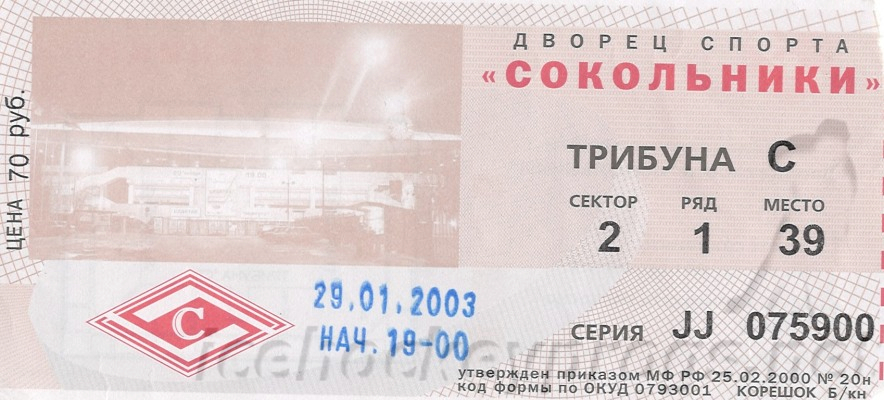 ДВОРЕЦ СПОРТА
«СОКОЛЬНИКИ»
ЦЕНА 70 руб.
ТРИБУНА С
СЕКТОР РЯД МЕСТО
2 1 39
С
29.01.2003
НАЧ. 19-00
СЕРИЯ JJ 075900
утвержден приказом МФ РФ 25.02.2000 № 20н
код формы по ОКУД 0793001 КОРЕШОК Б/кн